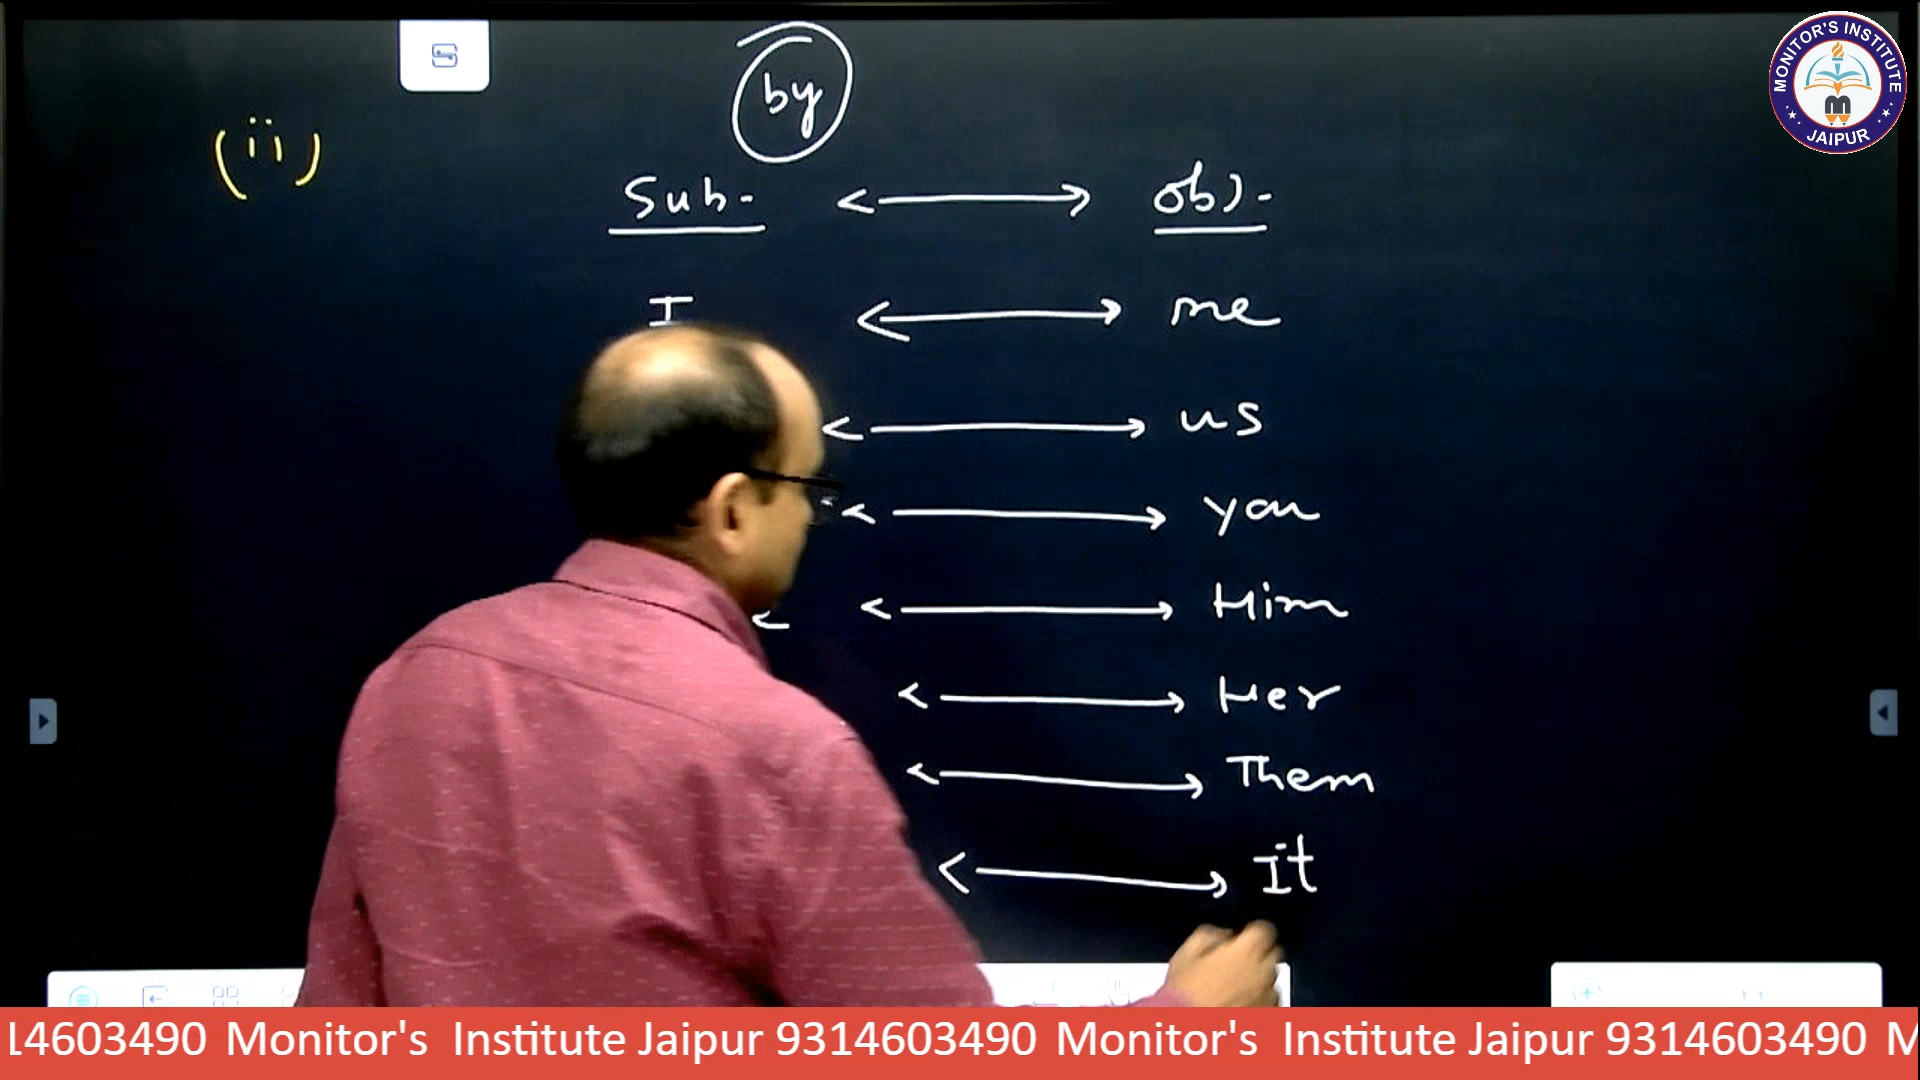 MONITOR'S INSTITUTE
M
JAIPUR
by
(ii)
Sub- <-> obj-
I <-> me
<-> us
<-> you
<-> Him
<-> Her
<-> Them
<-> It
14603490 Monitor's Institute Jaipur 9314603490 Monitor's Institute Jaipur 9314603490 M